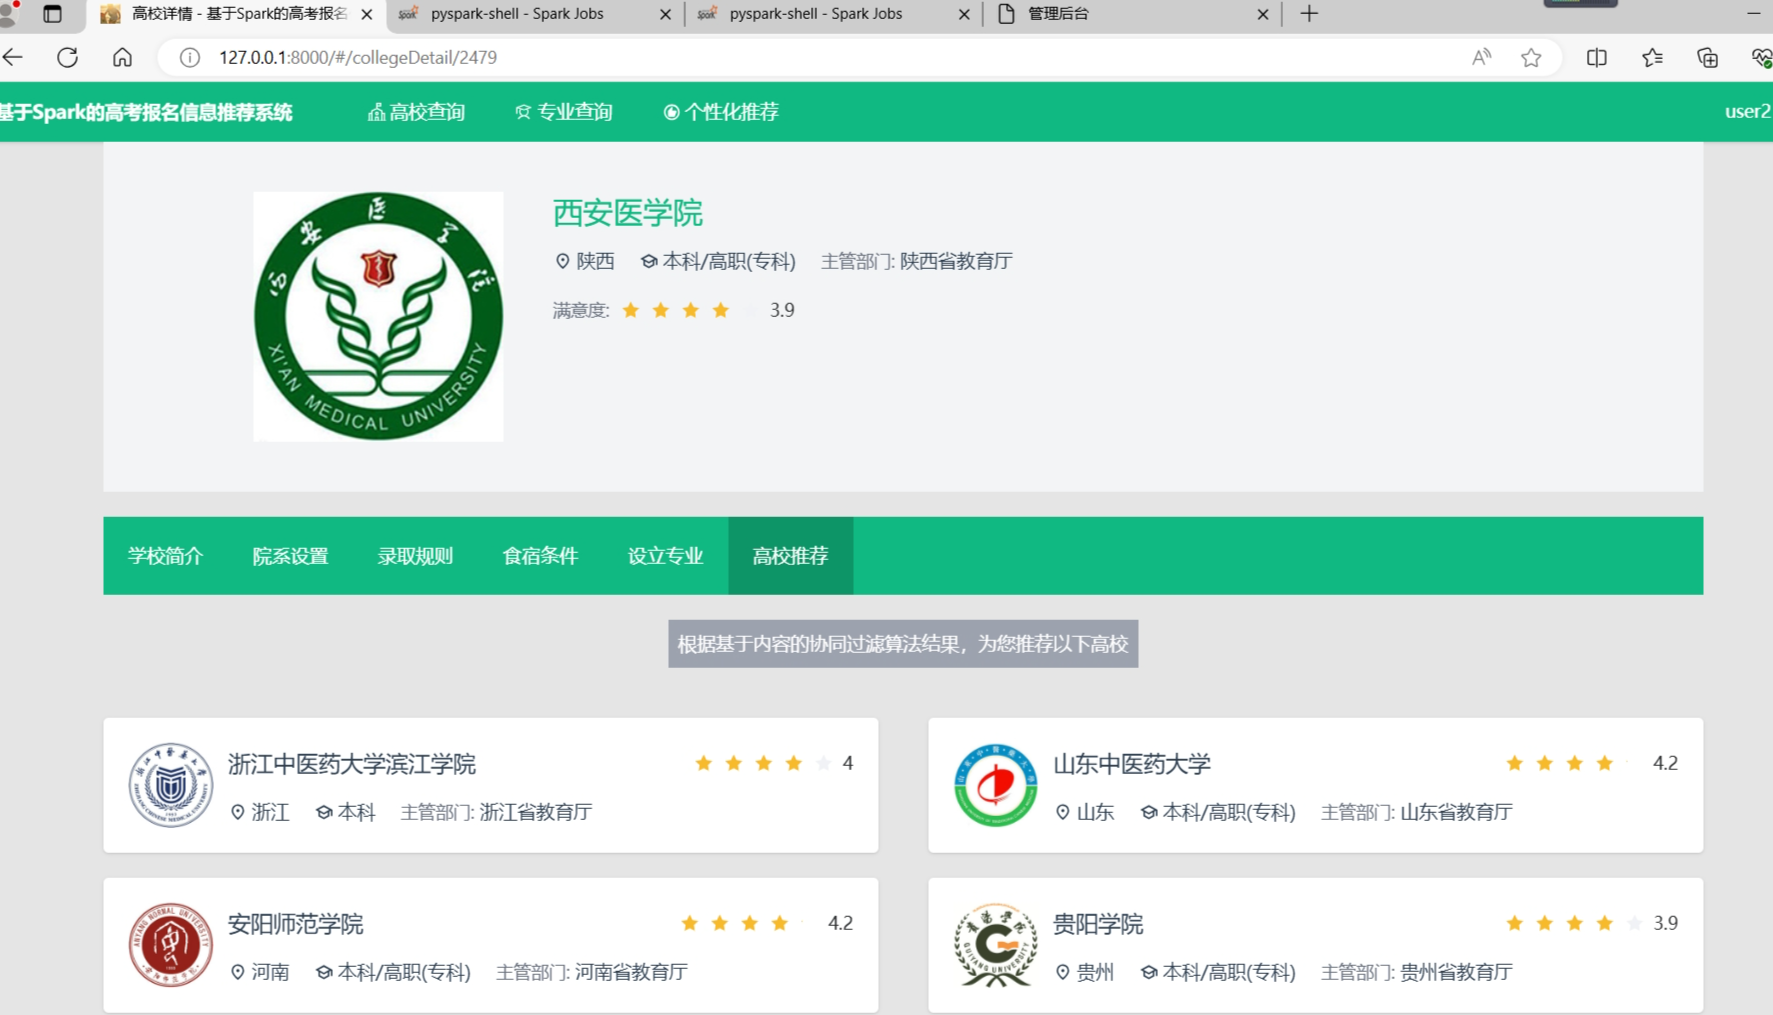 高校详情 - 基于Spark的高考报名
pyspark-shell - Spark Jobs
pyspark-shell - Spark Jobs
管理后台
127.0.0.1:8000/#/collegeDetail/2479
基于Spark的高考报名信息推荐系统
高校查询
专业查询
个性化推荐
user2
西安医学院
XI'AN MEDICAL UNIVERSITY
西安医学院
陕西 本科/高职(专科) 主管部门: 陕西省教育厅
满意度: 3.9
学校简介 院系设置 录取规则 食宿条件 设立专业 高校推荐
根据基于内容的协同过滤算法结果，为您推荐以下高校
浙江中医药大学滨江学院 4
浙江 本科 主管部门: 浙江省教育厅
山东中医药大学 4.2
山东 本科/高职(专科) 主管部门: 山东省教育厅
ANYANG NORMAL UNIVERSITY
安阳师范学院 4.2
河南 本科/高职(专科) 主管部门: 河南省教育厅
GUIYANG UNIVERSITY
贵阳学院 3.9
贵州 本科/高职(专科) 主管部门: 贵州省教育厅